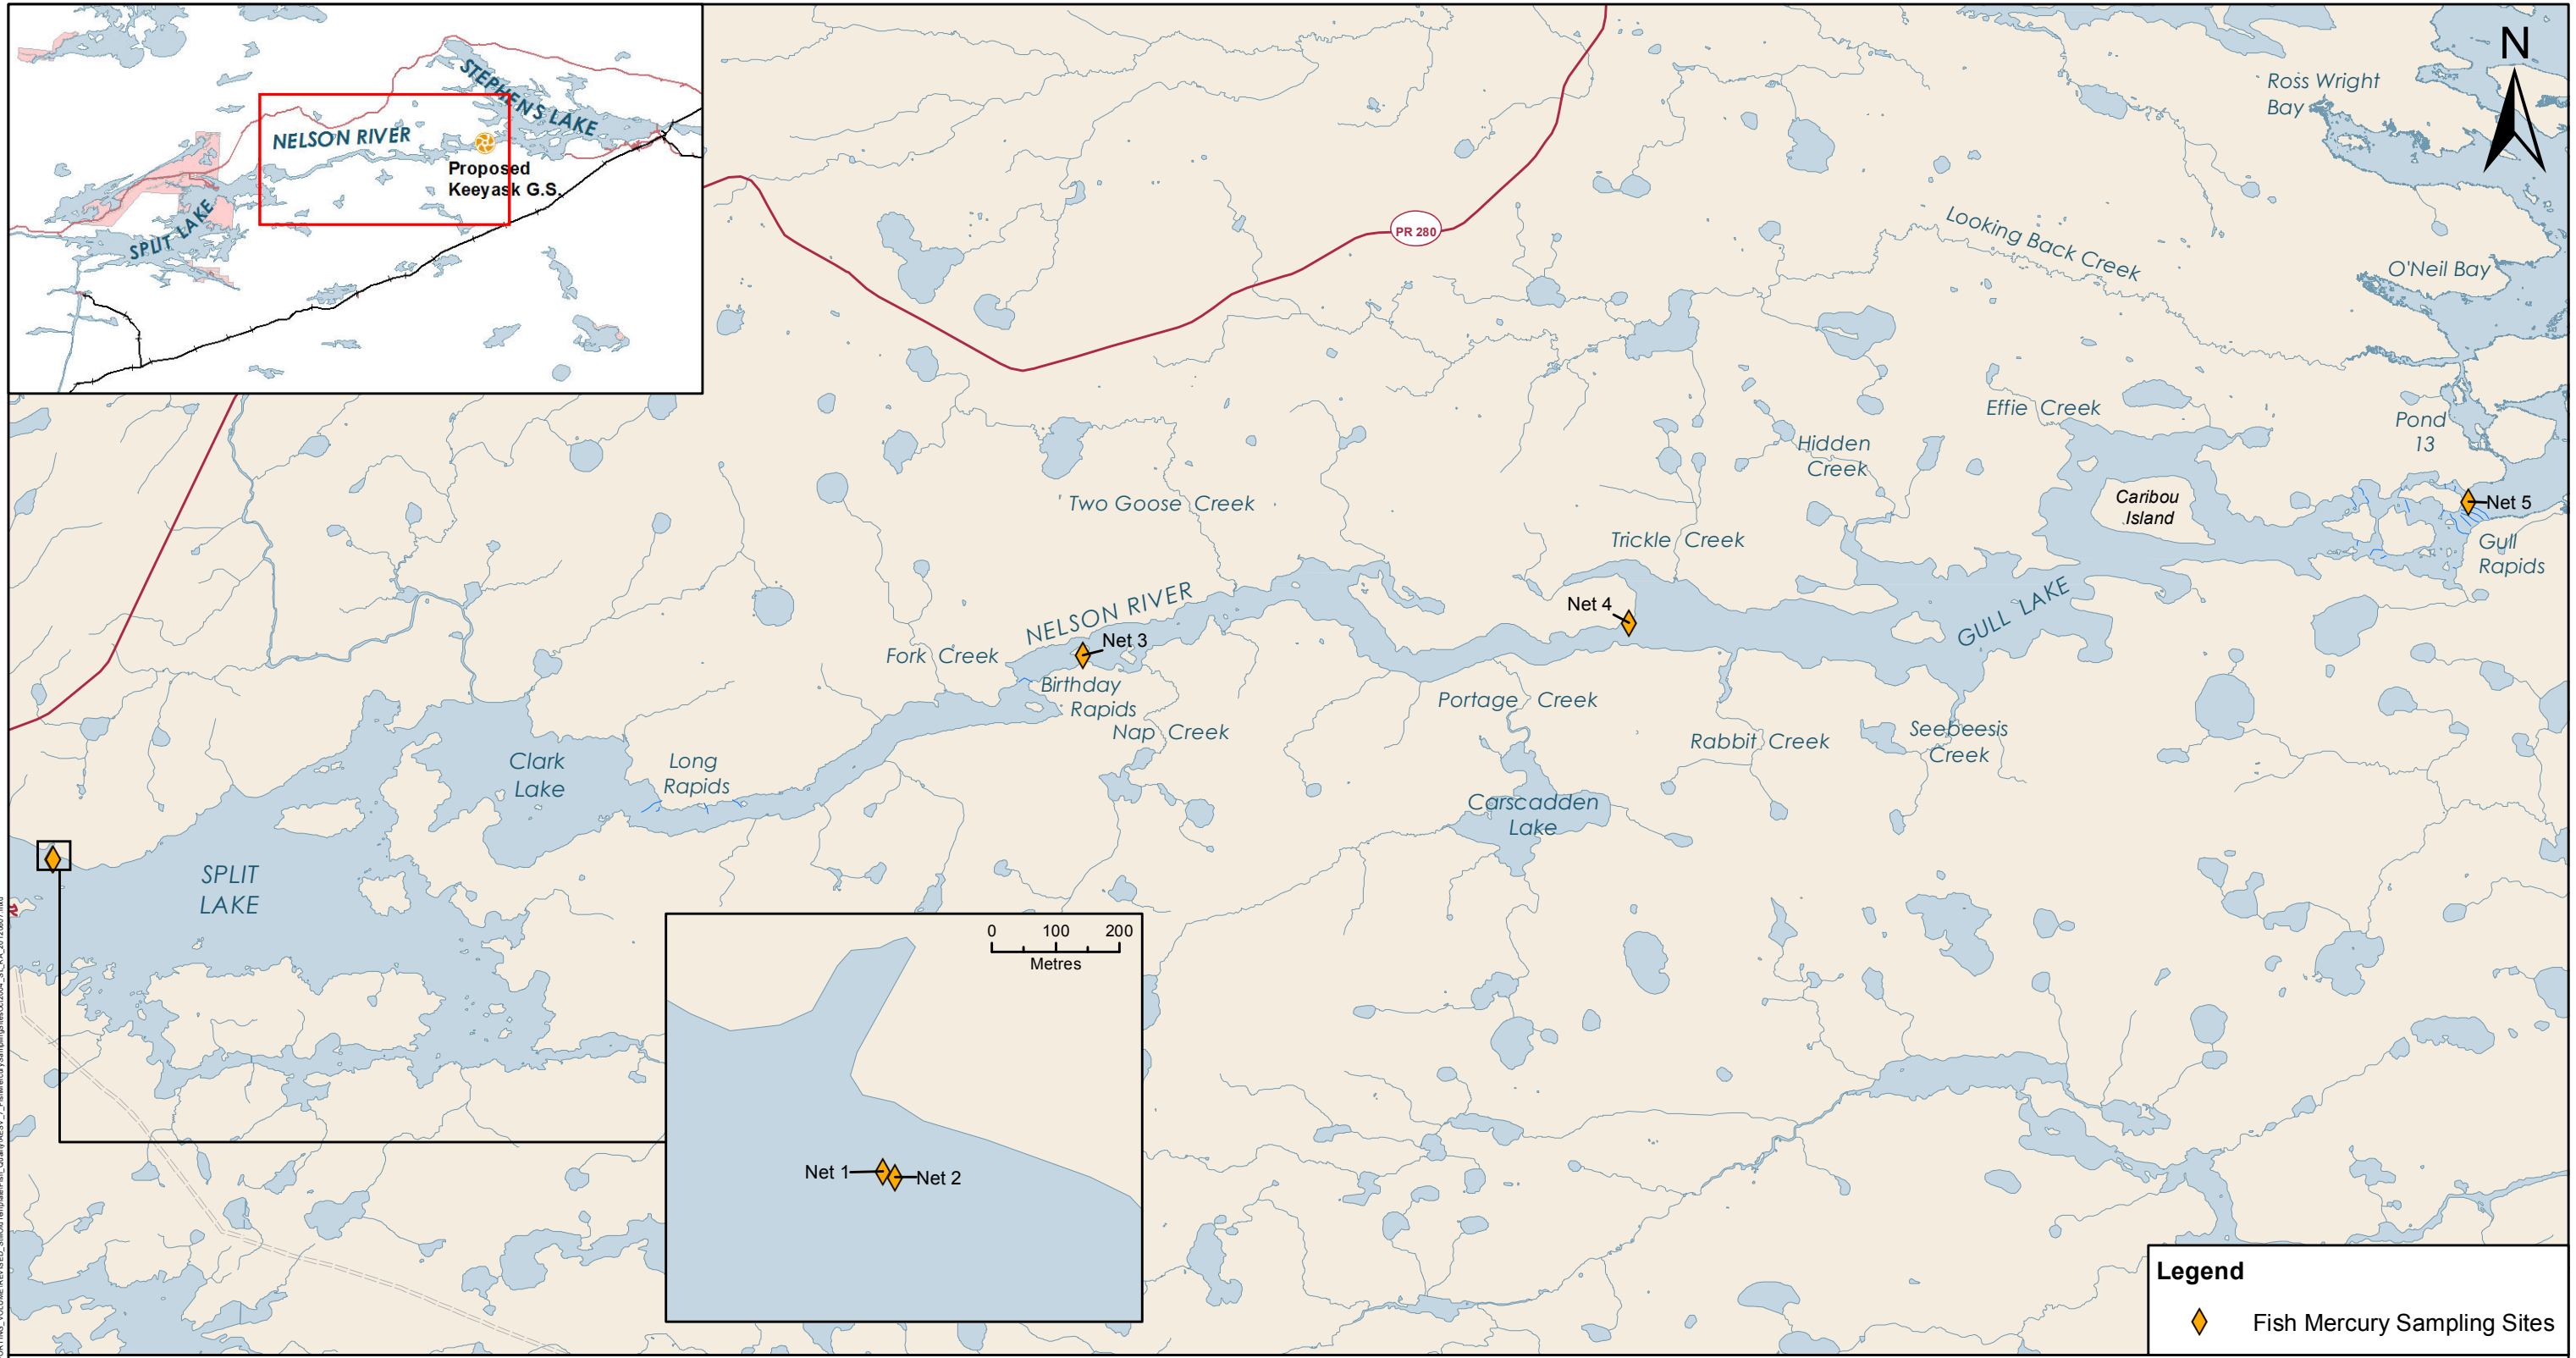 STEPHENS LAKE
NELSON RIVER
Proposed
Keeyask G.S.
SPLIT LAKE
N
Ross Wright
Bay
PR 280
Looking Back Creek
O'Neil Bay
Effie Creek
Pond
13
Hidden
Creek
Caribou
Island
Two Goose Creek
Net 5
Trickle Creek
Gull
Rapids
NELSON RIVER
Net 4
GULL LAKE
Net 3
Fork Creek
Birthday
Rapids
Portage Creek
Nap Creek
Rabbit Creek
Seebeesis
Creek
Clark
Lake
Long
Rapids
Carscadden
Lake
SPLIT
LAKE
0 100 200
Metres
Net 1
Net 2
Legend
Fish Mercury Sampling Sites